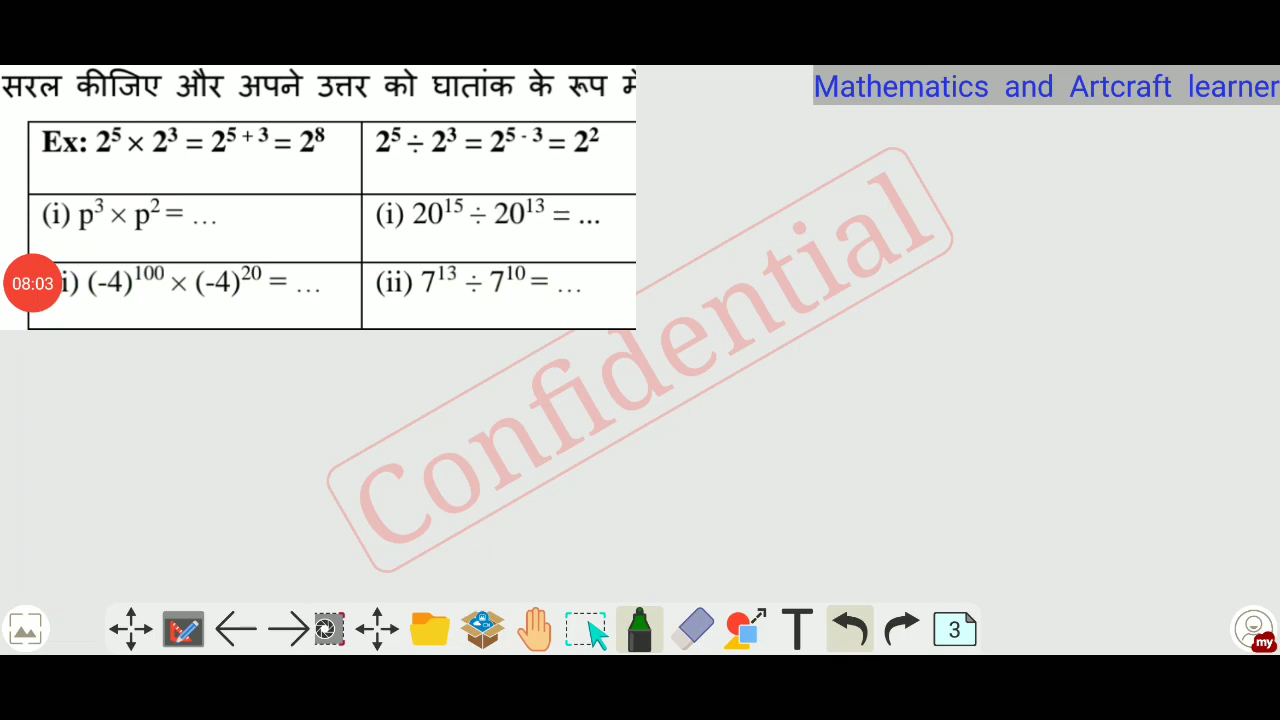 सरल कीजिए और अपने उत्तर को घातांक के रूप में
Mathematics and Artcraft learner
Ex: 2⁵ × 2³ = 2⁵ ⁺ ³ = 2⁸
2⁵ ÷ 2³ = 2⁵ ⁻ ³ = 2²
(i) p³ × p² = …
(i) 20¹⁵ ÷ 20¹³ = ...
08:03
i) (-4)¹⁰⁰ × (-4)²⁰ = …
(ii) 7¹³ ÷ 7¹⁰ = …
Confidential
3
my